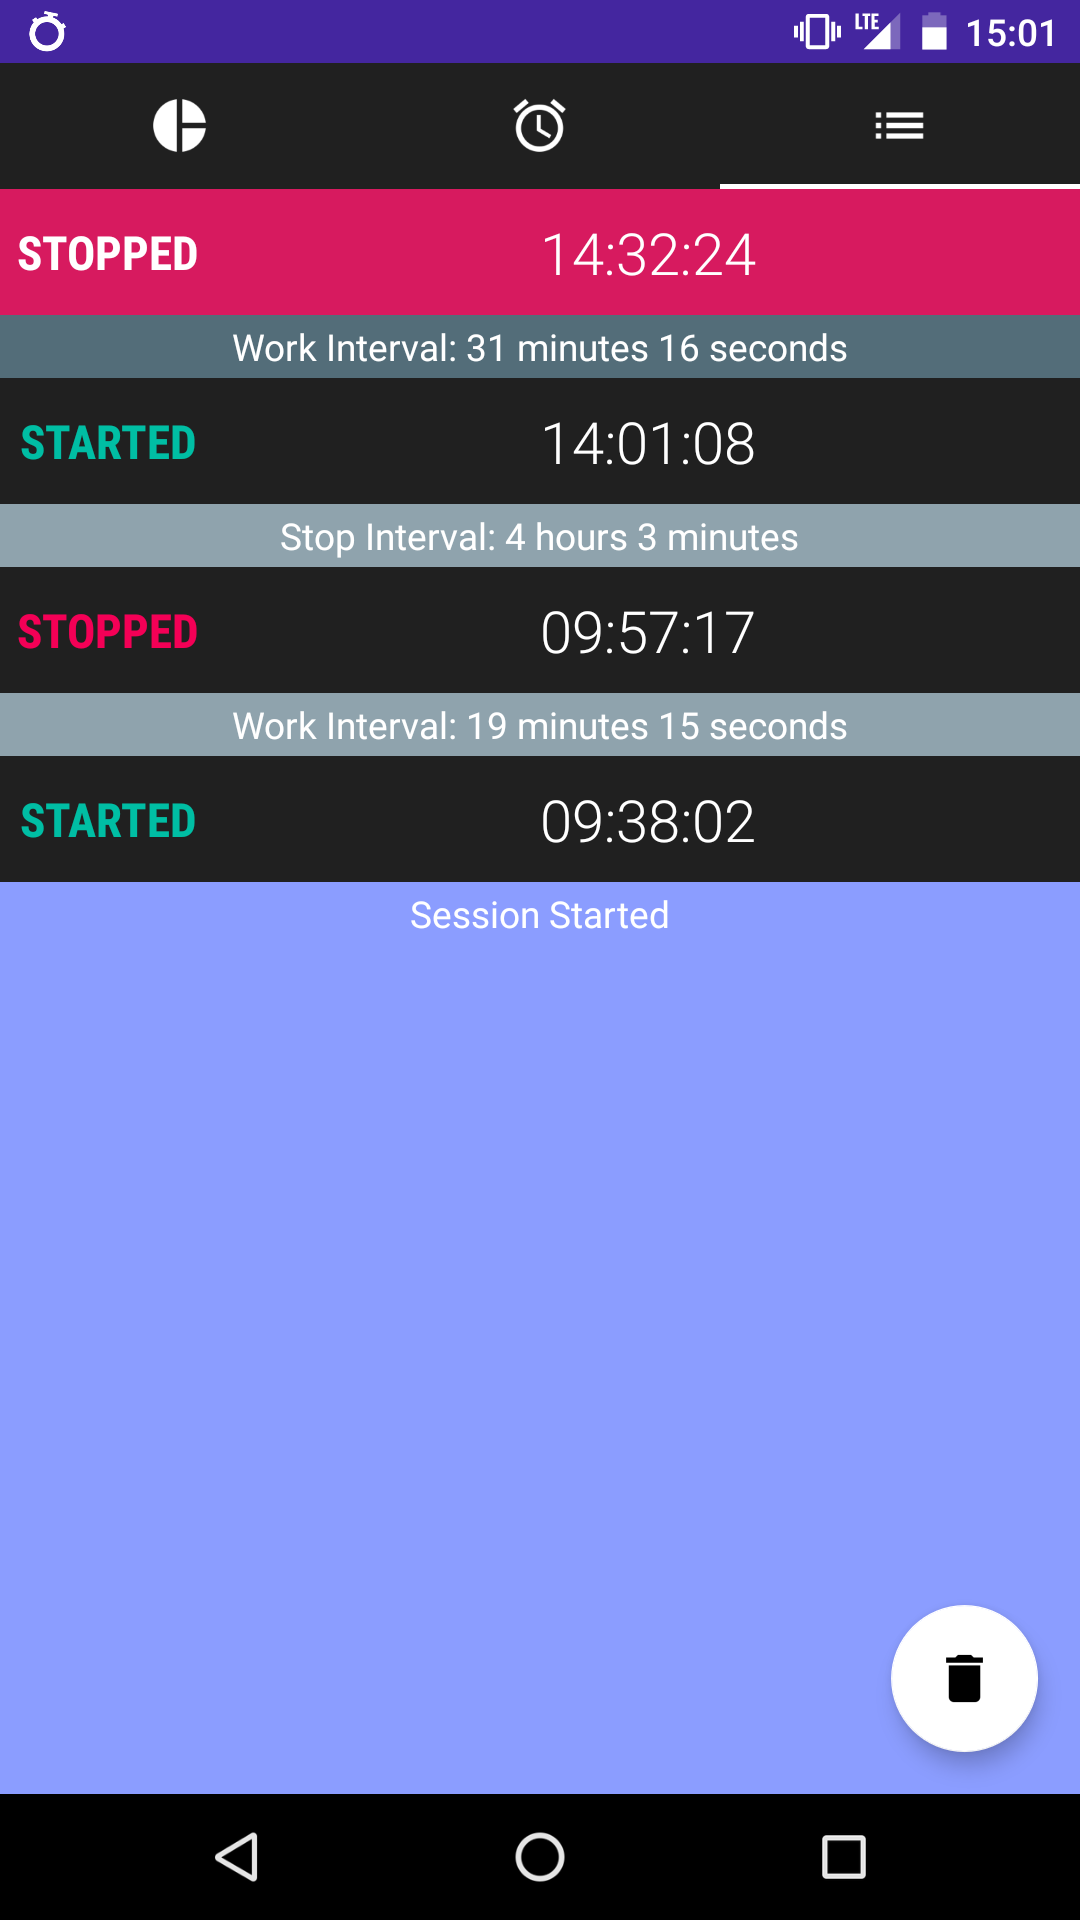 LTE 15:01
STOPPED 14:32:24
Work Interval: 31 minutes 16 seconds
STARTED 14:01:08
Stop Interval: 4 hours 3 minutes
STOPPED 09:57:17
Work Interval: 19 minutes 15 seconds
STARTED 09:38:02
Session Started